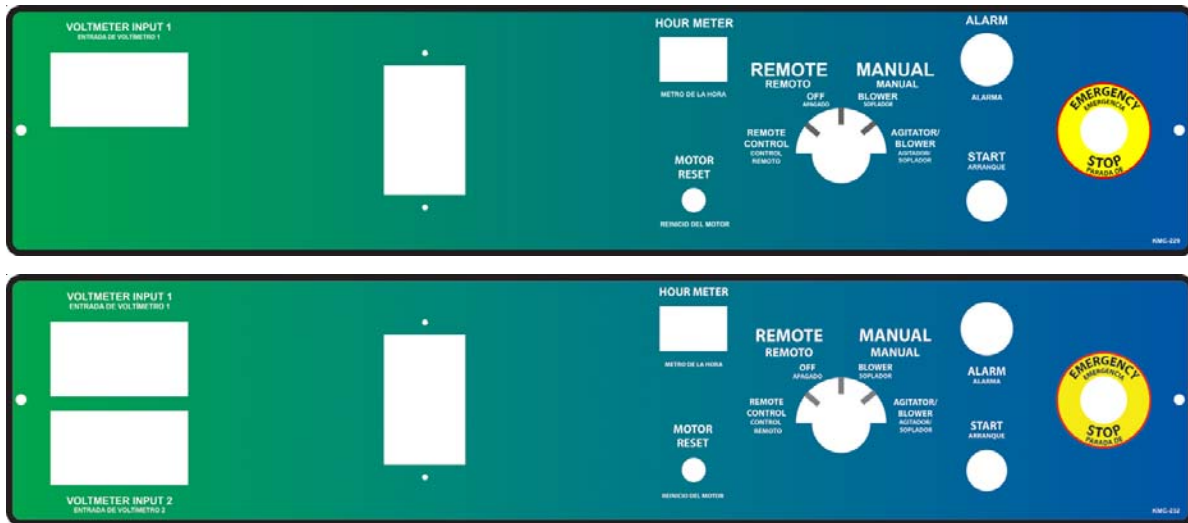 VOLTMETER INPUT 1
ENTRADA DE VOLTÍMETRO 1
HOUR METER
METRO DE LA HORA
MOTOR
RESET
REINICIO DEL MOTOR
REMOTE
REMOTO
MANUAL
MANUAL
OFF
APAGADO
BLOWER
SOPLADOR
REMOTE
CONTROL
CONTROL
REMOTO
AGITATOR/
BLOWER
AGITADOR/
SOPLADOR
ALARM
ALARMA
START
ARRANQUE
EMERGENCY
EMERGENCIA
STOP
PARADA DE
KMC-229
VOLTMETER INPUT 1
ENTRADA DE VOLTÍMETRO 1
VOLTMETER INPUT 2
ENTRADA DE VOLTÍMETRO 2
HOUR METER
METRO DE LA HORA
MOTOR
RESET
REINICIO DEL MOTOR
REMOTE
REMOTO
MANUAL
MANUAL
OFF
APAGADO
BLOWER
SOPLADOR
REMOTE
CONTROL
CONTROL
REMOTO
AGITATOR/
BLOWER
AGITADOR/
SOPLADOR
ALARM
ALARMA
START
ARRANQUE
EMERGENCY
EMERGENCIA
STOP
PARADA DE
KMC-232